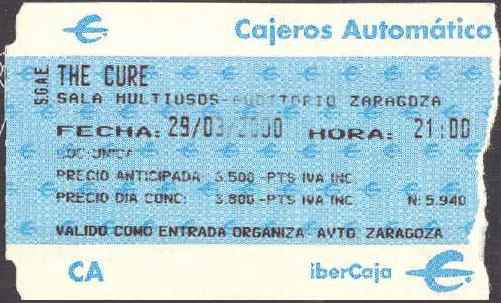 Cajeros Automático
S.G.A.E.
THE CURE
SALA MULTIUSOS-AUDITORIO ZARAGOZA
FECHA: 29/03/2000 HORA: 21:00
LOC.UNICA
PRECIO ANTICIPADA: 3.500-PTS IVA INC
PRECIO DIA CONC: 3.800-PTS IVA INC N: 5.940
VALIDO COMO ENTRADA ORGANIZA AYTO ZARAGOZA
CA iberCaja